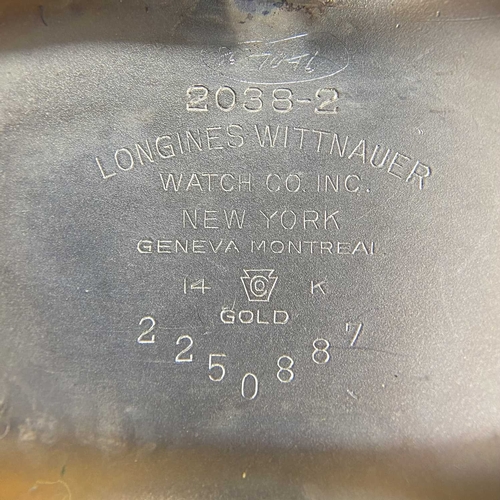 2038-2
LONGINES WITTNAUER
WATCH CO. INC.
NEW YORK
GENEVA MONTREAL
14 K
GOLD
2250887